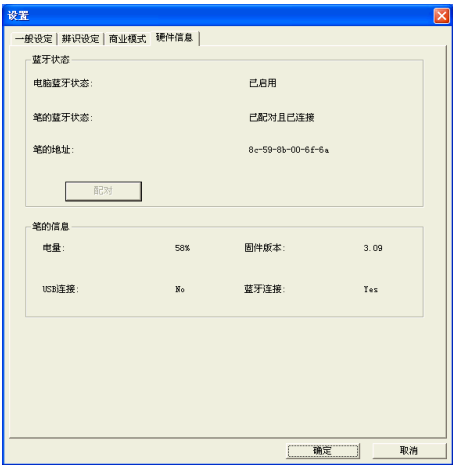 设置
一般设定 辨识设定 商业模式 硬件信息
蓝牙状态
电脑蓝牙状态: 已启用
笔的蓝牙状态: 已配对且已连接
笔的地址: 8c-59-8b-00-6f-6a
配对
笔的信息
电量: 58% 固件版本: 3.09
USB连接: No 蓝牙连接: Yes
确定 取消